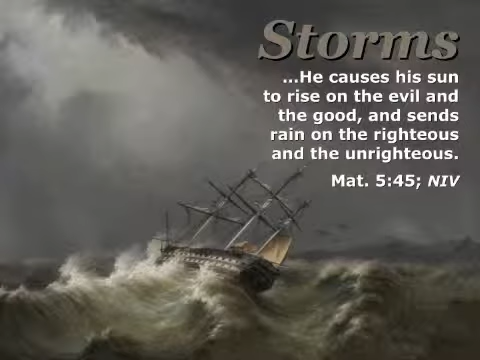 Storms
...He causes his sun
to rise on the evil and
the good, and sends
rain on the righteous
and the unrighteous.
Mat. 5:45; NIV